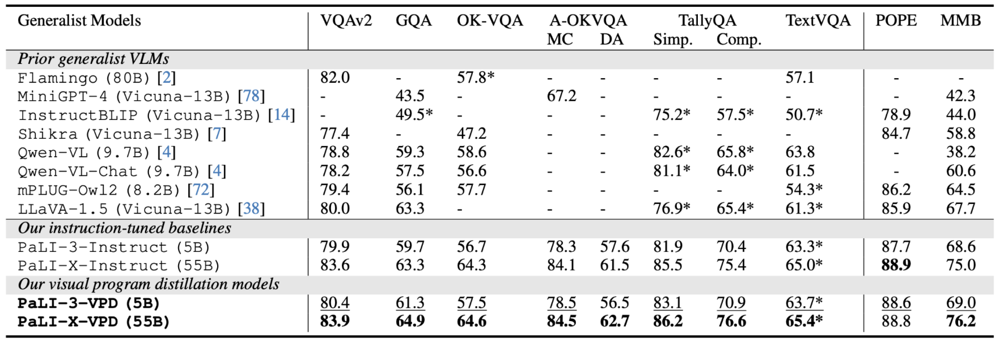 Generalist Models VQAv2 GQA OK-VQA A-OKVQA TallyQA TextVQA POPE MMB
MC DA Simp. Comp.
Prior generalist VLMs
Flamingo (80B) [2] 82.0 - 57.8* - - - - 57.1 - -
MiniGPT-4 (Vicuna-13B) [78] - 43.5 - 67.2 - - - - - 42.3
InstructBLIP (Vicuna-13B) [14] - 49.5* - - - 75.2* 57.5* 50.7* 78.9 44.0
Shikra (Vicuna-13B) [7] 77.4 - 47.2 - - - - - 84.7 58.8
Qwen-VL (9.7B) [4] 78.8 59.3 58.6 - - 82.6* 65.8* 63.8 - 38.2
Qwen-VL-Chat (9.7B) [4] 78.2 57.5 56.6 - - 81.1* 64.0* 61.5 - 60.6
mPLUG-Owl2 (8.2B) [72] 79.4 56.1 57.7 - - - - 54.3* 86.2 64.5
LLaVA-1.5 (Vicuna-13B) [38] 80.0 63.3 - - - 76.9* 65.4* 61.3* 85.9 67.7
Our instruction-tuned baselines
PaLI-3-Instruct (5B) 79.9 59.7 56.7 78.3 57.6 81.9 70.4 63.3* 87.7 68.6
PaLI-X-Instruct (55B) 83.6 63.3 64.3 84.1 61.5 85.5 75.4 65.0* 88.9 75.0
Our visual program distillation models
PaLI-3-VPD (5B) 80.4 61.3 57.5 78.5 56.5 83.1 70.9 63.7* 88.6 69.0
PaLI-X-VPD (55B) 83.9 64.9 64.6 84.5 62.7 86.2 76.6 65.4* 88.8 76.2